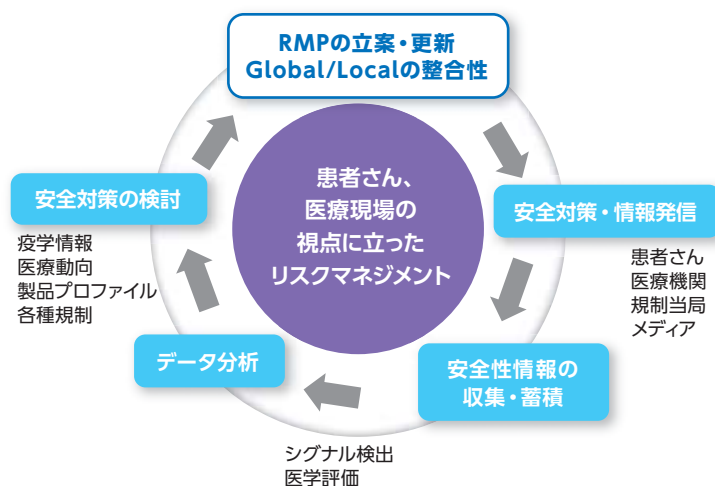 RMPの立案・更新
Global/Localの整合性
患者さん、
医療現場の
視点に立った
リスクマネジメント
安全対策・情報発信
患者さん
医療機関
規制当局
メディア
安全性情報の
収集・蓄積
シグナル検出
医学評価
データ分析
安全対策の検討
疫学情報
医療動向
製品プロファイル
各種規制